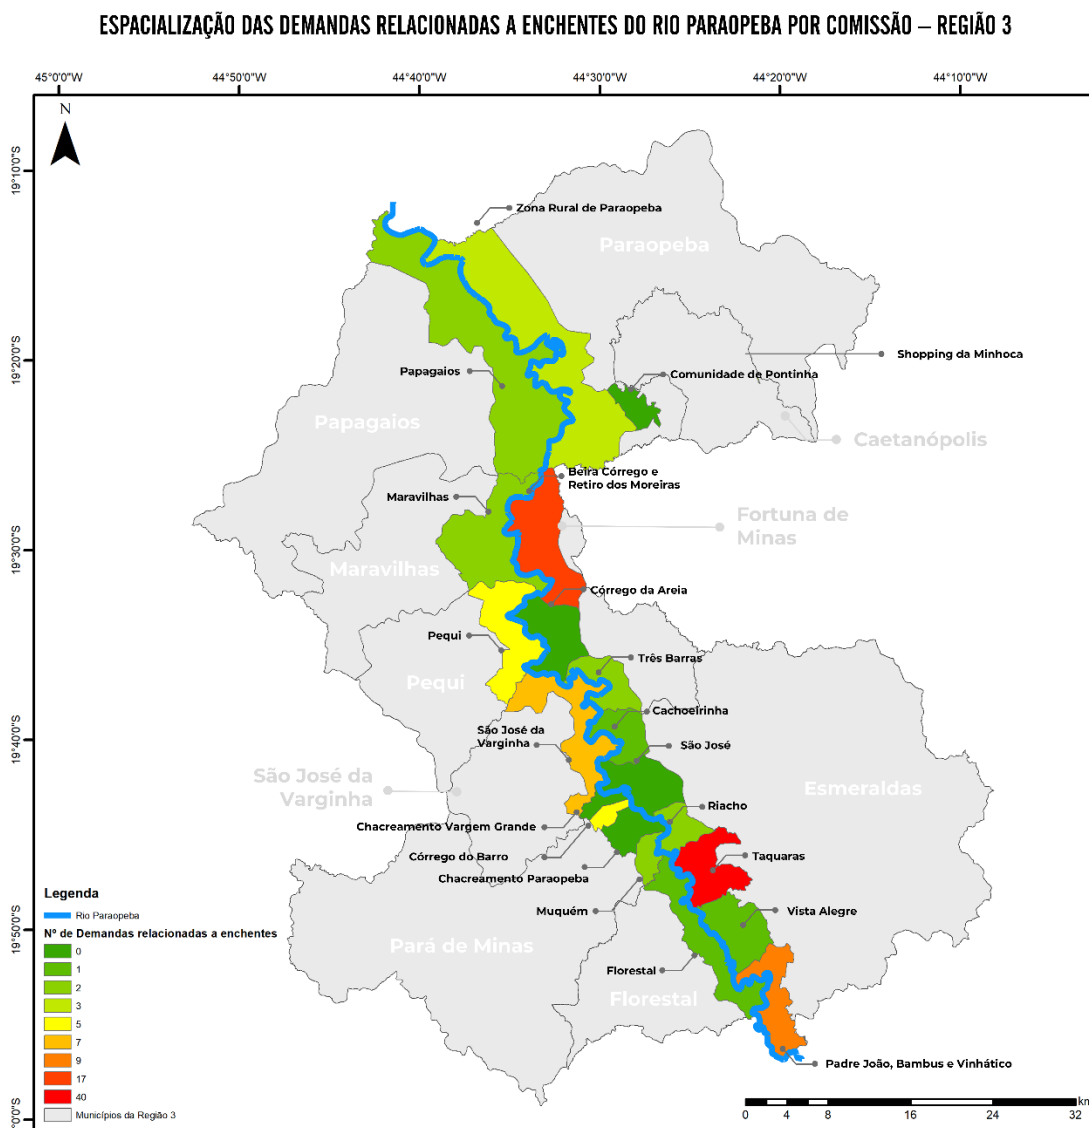 ESPACIALIZAÇÃO DAS DEMANDAS RELACIONADAS A ENCHENTES DO RIO PARAOPEBA POR COMISSÃO – REGIÃO 3
45°0'0"W
44°50'0"W
44°40'0"W
44°30'0"W
44°20'0"W
44°10'0"W
N
19°10'0"S
Zona Rural de Paraopeba
Paraopeba
19°20'0"S
Shopping da Minhoca
Papagaios
Comunidade de Pontinha
Papagaios
Caetanópolis
Beira Córrego e
Retiro dos Moreiras
Maravilhas
Fortuna de
Minas
19°30'0"S
Maravilhas
Córrego da Areia
Pequi
Três Barras
Pequi
Cachoeirinha
19°40'0"S
São José da
Varginha
São José
São José da
Varginha
Esmeraldas
Riacho
Chacreamento Vargem Grande
Córrego do Barro
Taquaras
Chacreamento Paraopeba
Muquém
Vista Alegre
19°50'0"S
Pará de Minas
Florestal
Florestal
Padre João, Bambus e Vinhático
Legenda
Rio Paraopeba
Nº de Demandas relacionadas a enchentes
0
1
2
3
5
7
9
17
40
Municípios da Região 3
0 2 4 8 16 24 32
km